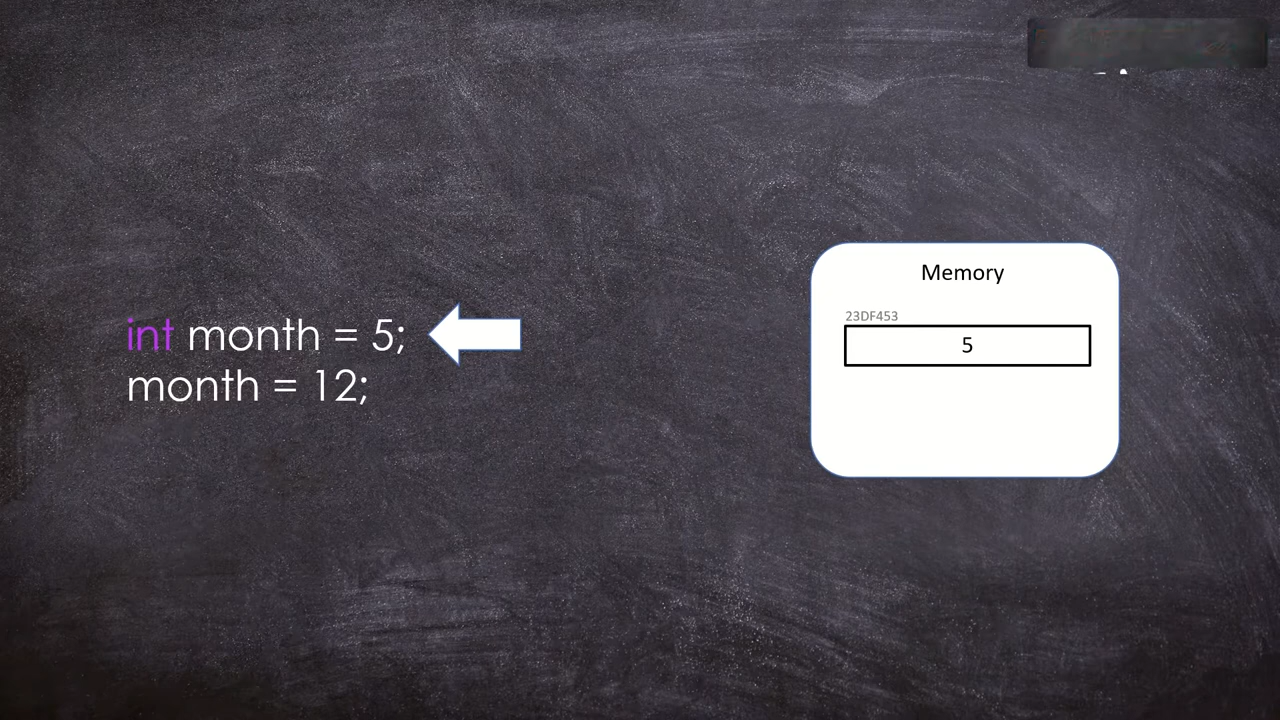 int month = 5;
month = 12;
Memory
23DF453
5